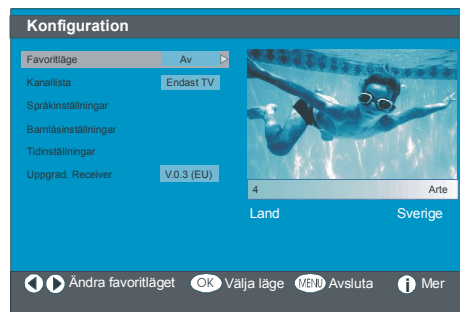 Konfiguration
Favoritläge Av
Kanallista Endast TV
Språkinställningar
Barnlåsinställningar
Tidinställningar
Uppgrad. Receiver V.0.3 (EU)
4 Arte
Land Sverige
Ändra favoritläget OK Välja läge MENU Avsluta i Mer